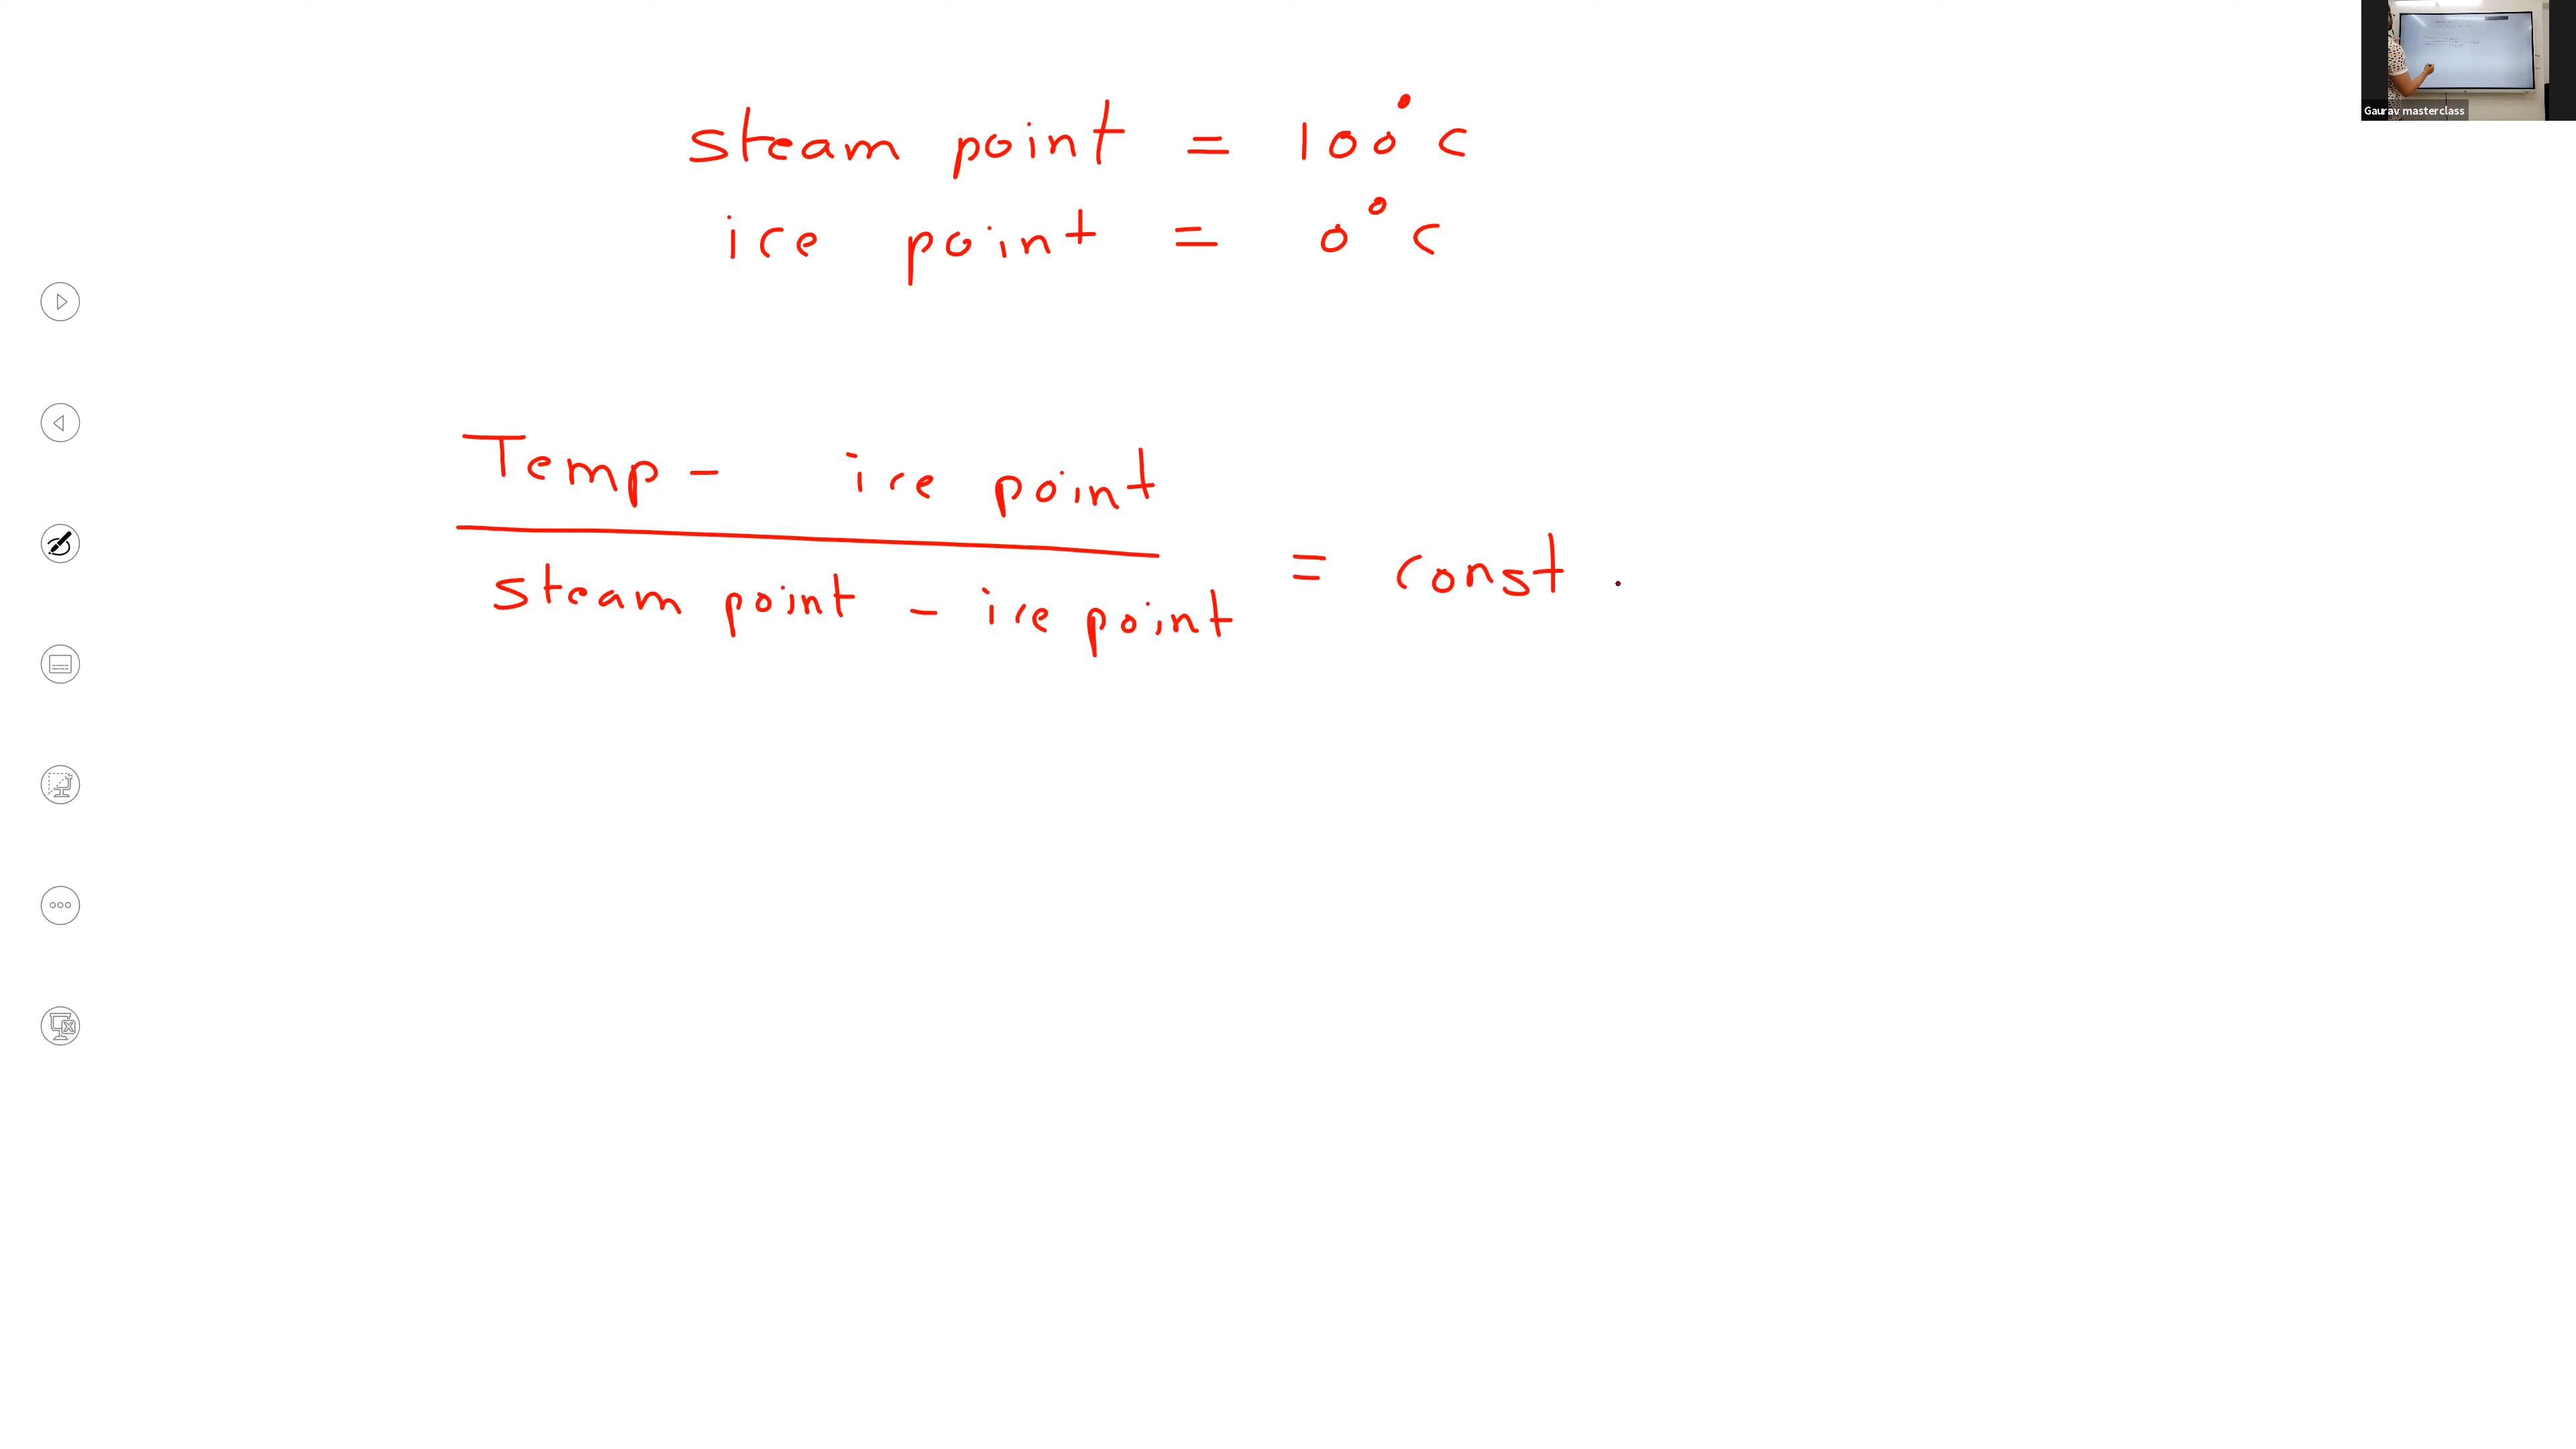 steam point = 100°C
ice point = 0°C
Temp - ice point
steam point - ice point
= const.
Gaurav masterclass